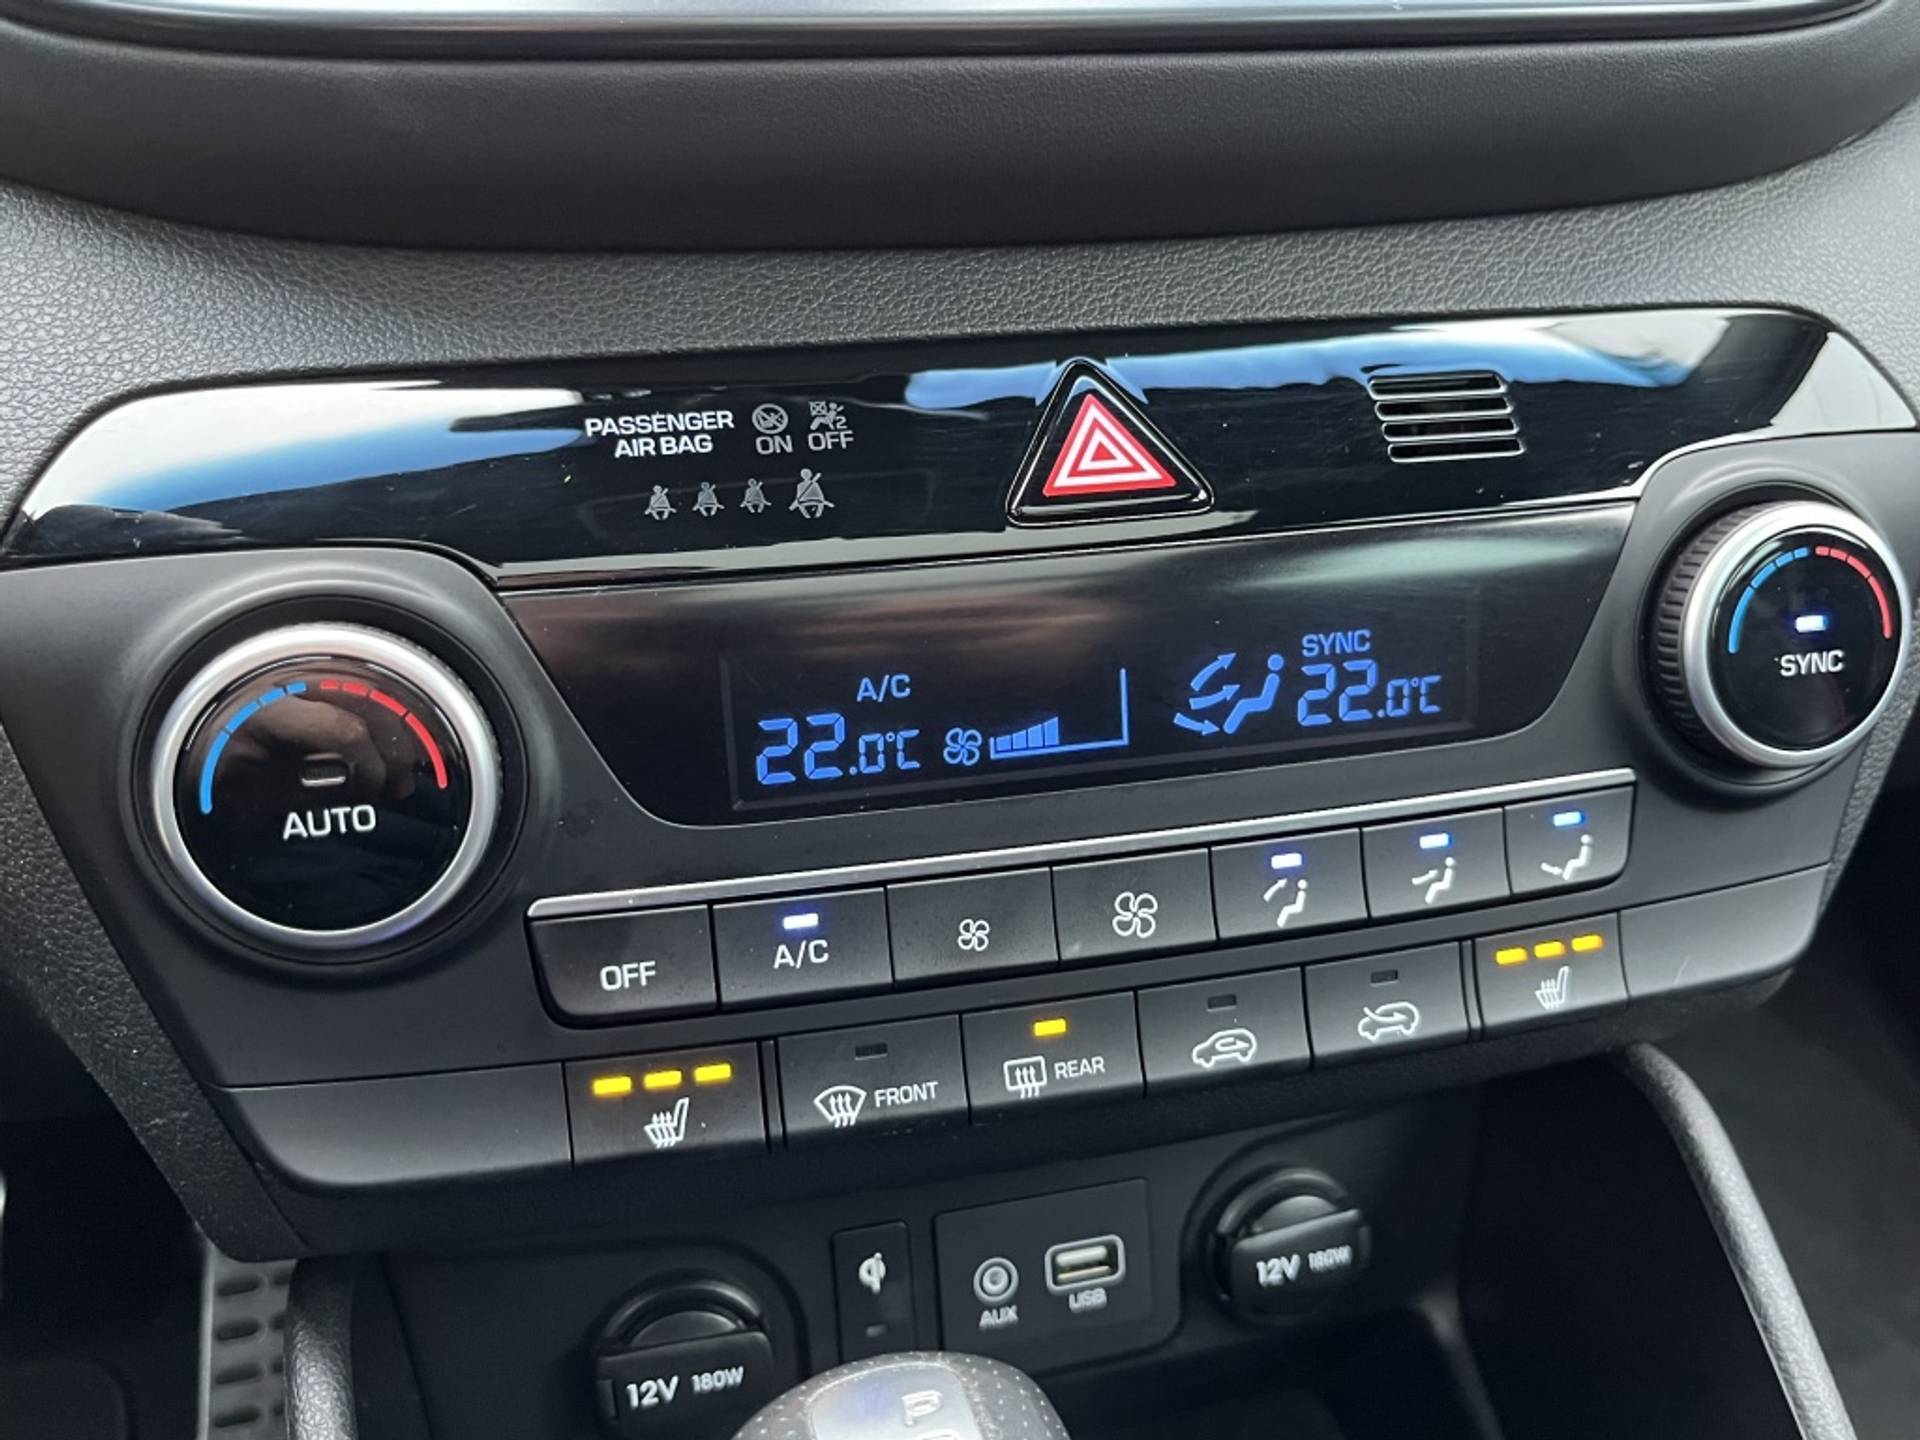 PASSENGER
AIR BAG
ON
OFF
2
SYNC
A/C
22.0°C
22.0°C
AUTO
SYNC
OFF
A/C
FRONT
REAR
AUX
USB
12V 180W
12V 180W
P